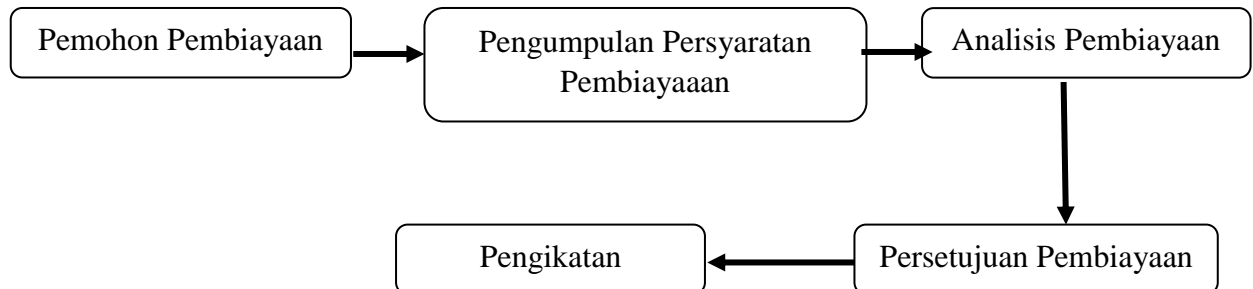 Pemohon Pembiayaan
Pengumpulan Persyaratan
Pembiayaaan
Analisis Pembiayaan
Pengikatan
Persetujuan Pembiayaan